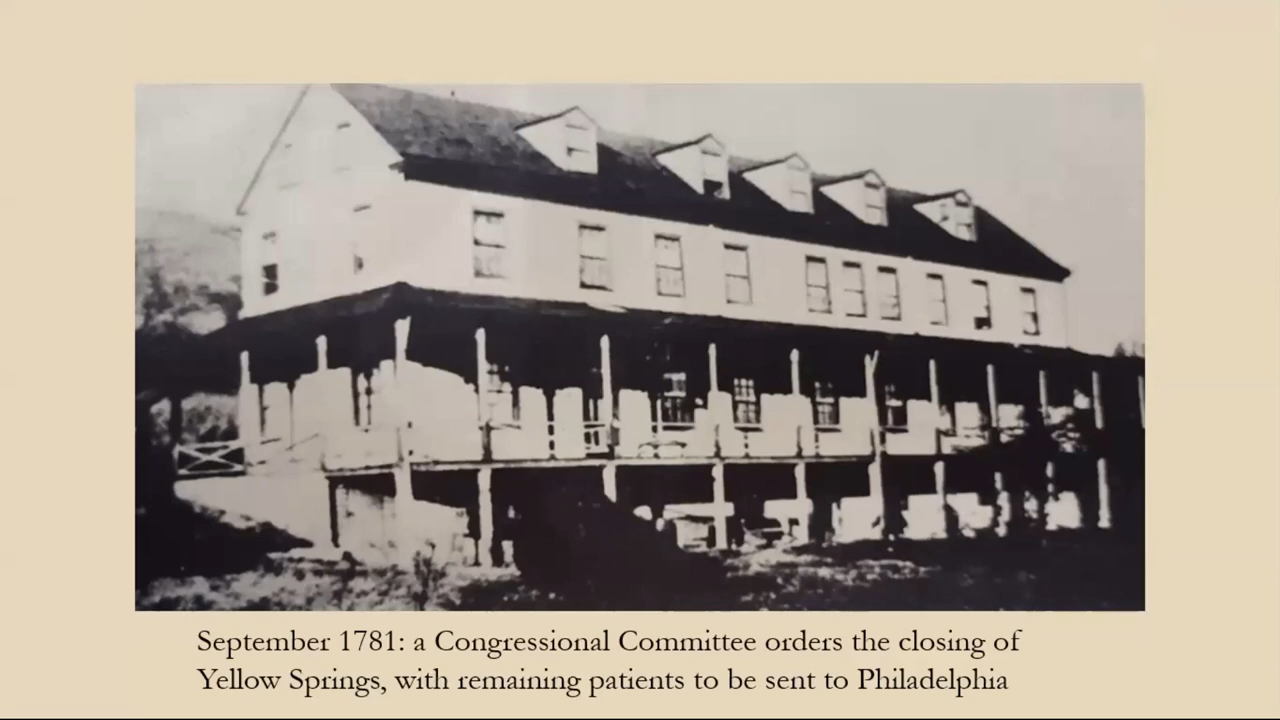 September 1781: a Congressional Committee orders the closing of
Yellow Springs, with remaining patients to be sent to Philadelphia